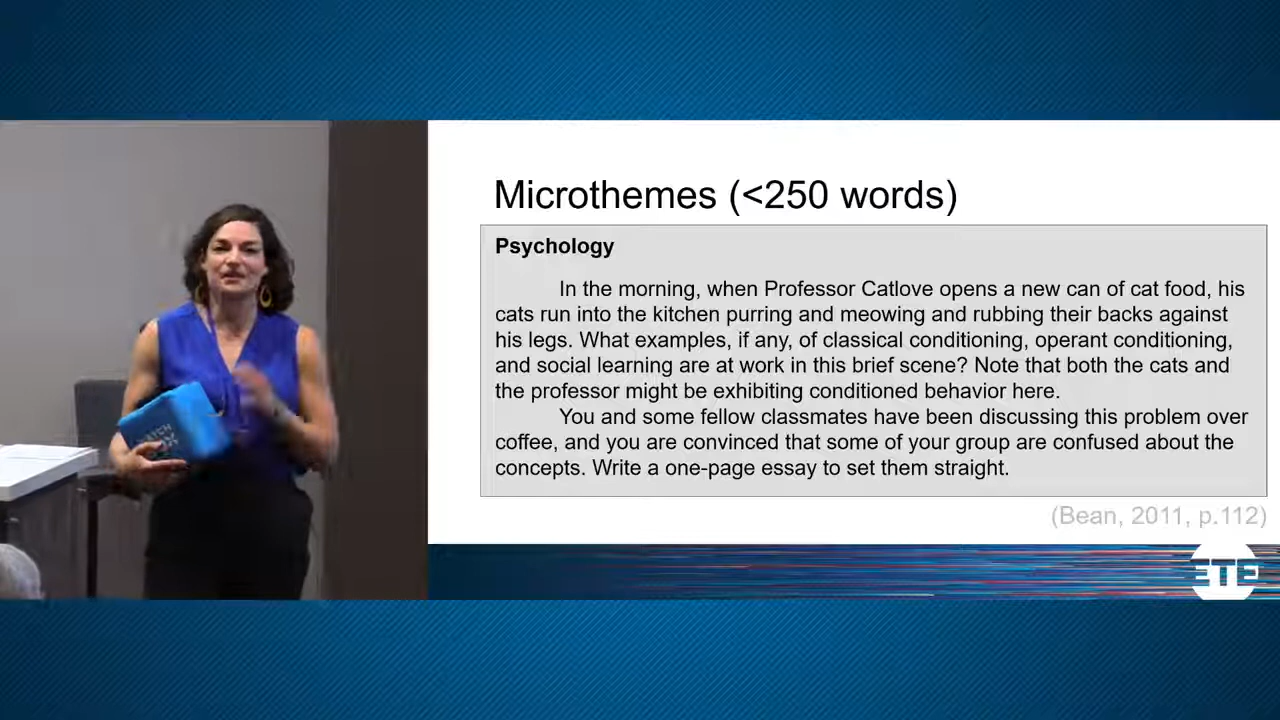 Microthemes (<250 words)
Psychology
In the morning, when Professor Catlove opens a new can of cat food, his
cats run into the kitchen purring and meowing and rubbing their backs against
his legs. What examples, if any, of classical conditioning, operant conditioning,
and social learning are at work in this brief scene? Note that both the cats and
the professor might be exhibiting conditioned behavior here.
You and some fellow classmates have been discussing this problem over
coffee, and you are convinced that some of your group are confused about the
concepts. Write a one-page essay to set them straight.
(Bean, 2011, p.112)